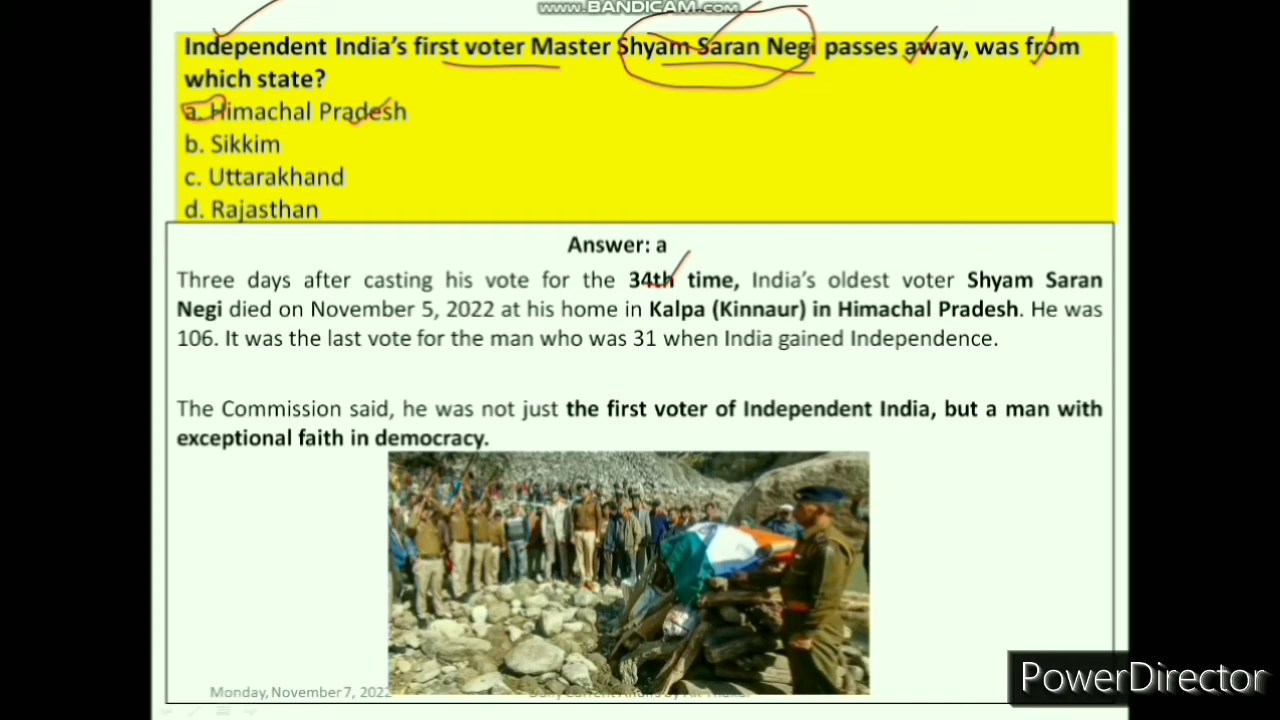 WWW.BANDICAM.COM
Independent India's first voter Master Shyam Saran Negi passes away, was from
which state?
a. Himachal Pradesh
b. Sikkim
c. Uttarakhand
d. Rajasthan
Answer: a
Three days after casting his vote for the 34th time, India's oldest voter Shyam Saran
Negi died on November 5, 2022 at his home in Kalpa (Kinnaur) in Himachal Pradesh. He was
106. It was the last vote for the man who was 31 when India gained Independence.
The Commission said, he was not just the first voter of Independent India, but a man with
exceptional faith in democracy.
Monday, November 7, 2022
Daily Current Affairs by
PowerDirector